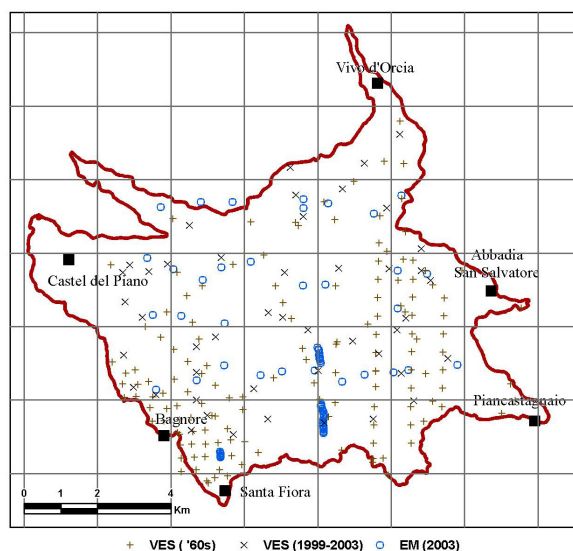 Vivo d'Orcia
Abbadia
San Salvatore
Castel del Piano
Piancastagnaio
Bagnore
Santa Fiora
0 2 4
Km
+ VES ( '60s) × VES (1999-2003) ○ EM (2003)